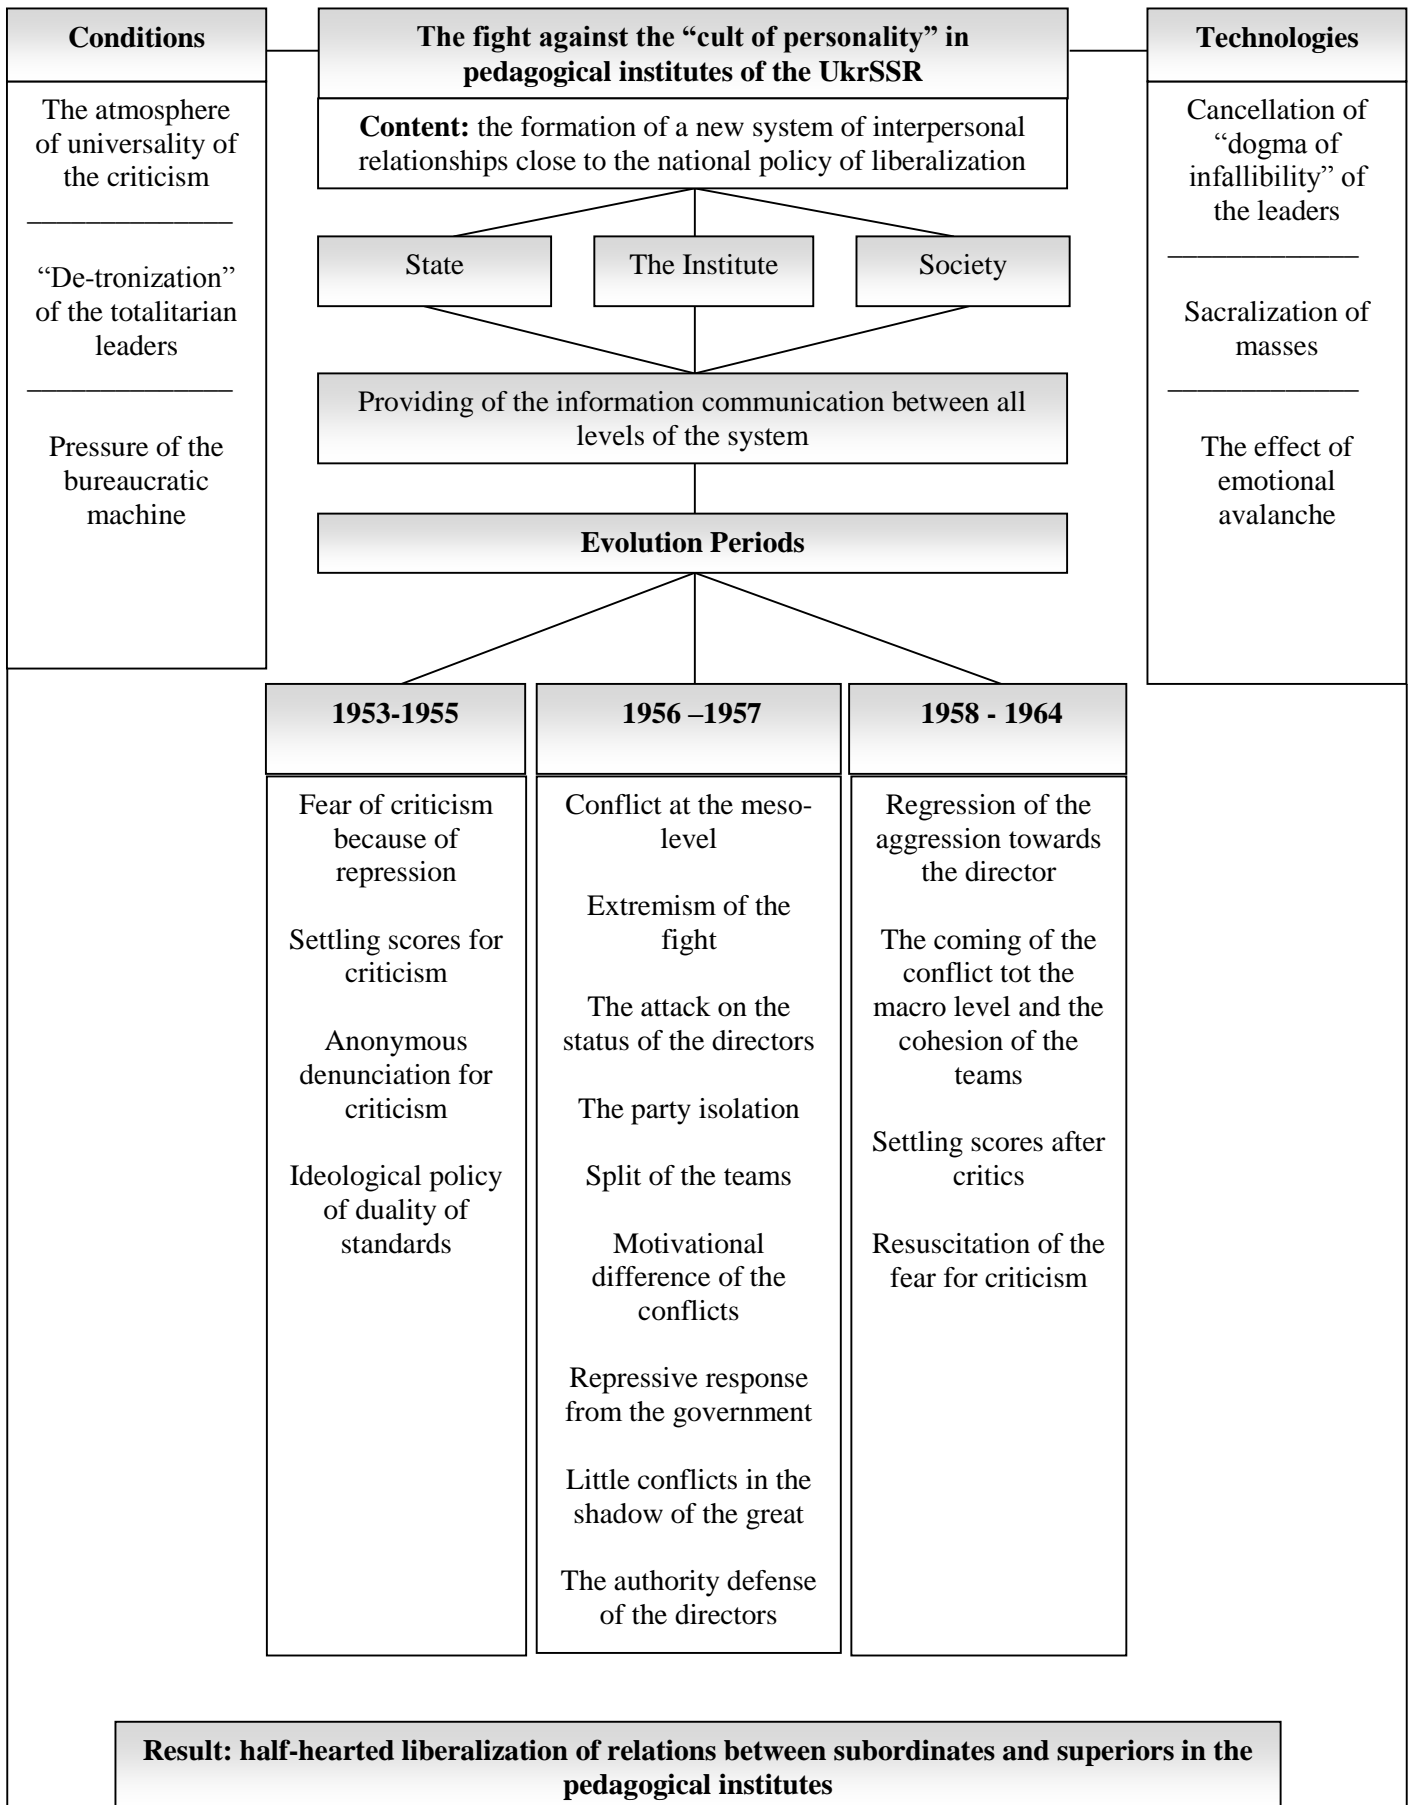 Conditions
The atmosphere
of universality of
the criticism
______________
“De-tronization”
of the totalitarian
leaders
______________
Pressure of the
bureaucratic
machine
The fight against the “cult of personality” in
pedagogical institutes of the UkrSSR
Content: the formation of a new system of interpersonal
relationships close to the national policy of liberalization
State
The Institute
Society
Providing of the information communication between all
levels of the system
Evolution Periods
Technologies
Cancellation of
“dogma of
infallibility” of
the leaders
_____________
Sacralization of
masses
_____________
The effect of
emotional
avalanche
1953-1955
Fear of criticism
because of
repression
Settling scores for
criticism
Anonymous
denunciation for
criticism
Ideological policy
of duality of
standards
1956 –1957
Conflict at the meso-
level
Extremism of the
fight
The attack on the
status of the directors
The party isolation
Split of the teams
Motivational
difference of the
conflicts
Repressive response
from the government
Little conflicts in the
shadow of the great
The authority defense
of the directors
1958 - 1964
Regression of the
aggression towards
the director
The coming of the
conflict tot the
macro level and the
cohesion of the
teams
Settling scores after
critics
Resuscitation of the
fear for criticism
Result: half-hearted liberalization of relations between subordinates and superiors in the
pedagogical institutes